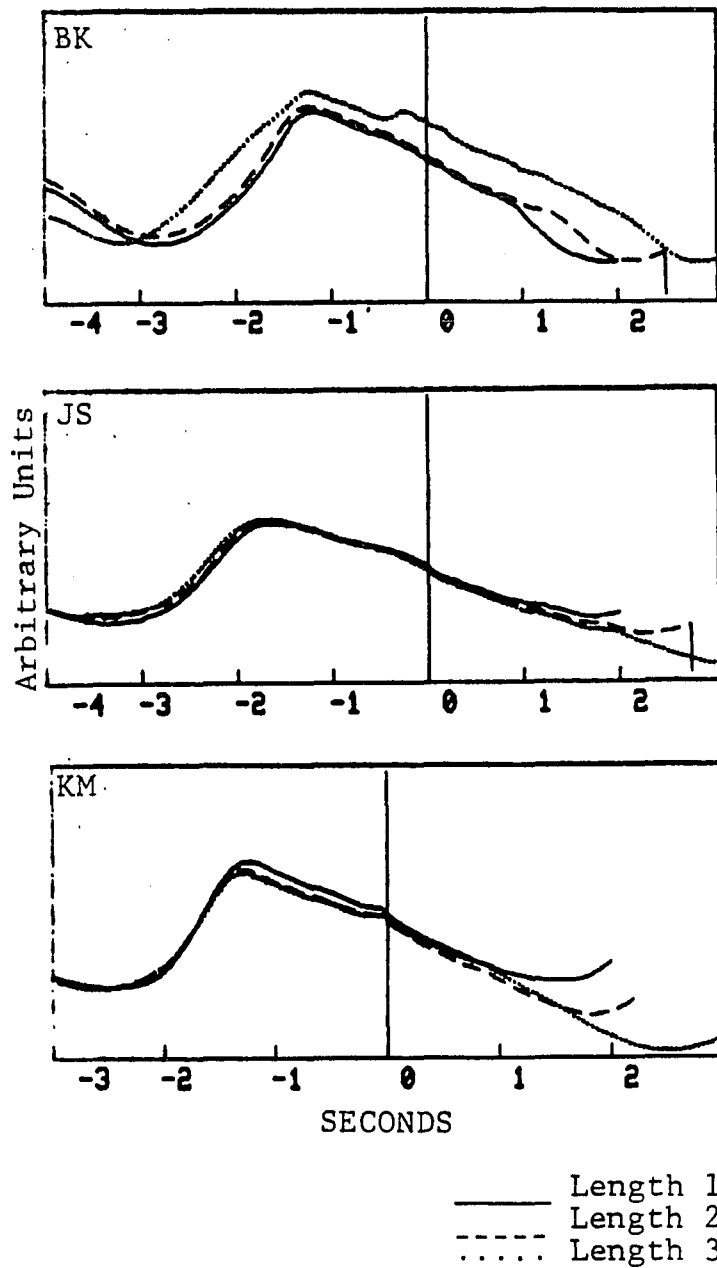 BK
-4 -3 -2 -1 0 1 2
JS
Arbitrary Units
-4 -3 -2 -1 0 1 2
KM
-3 -2 -1 0 1 2
SECONDS
Length 1
Length 2
Length 3